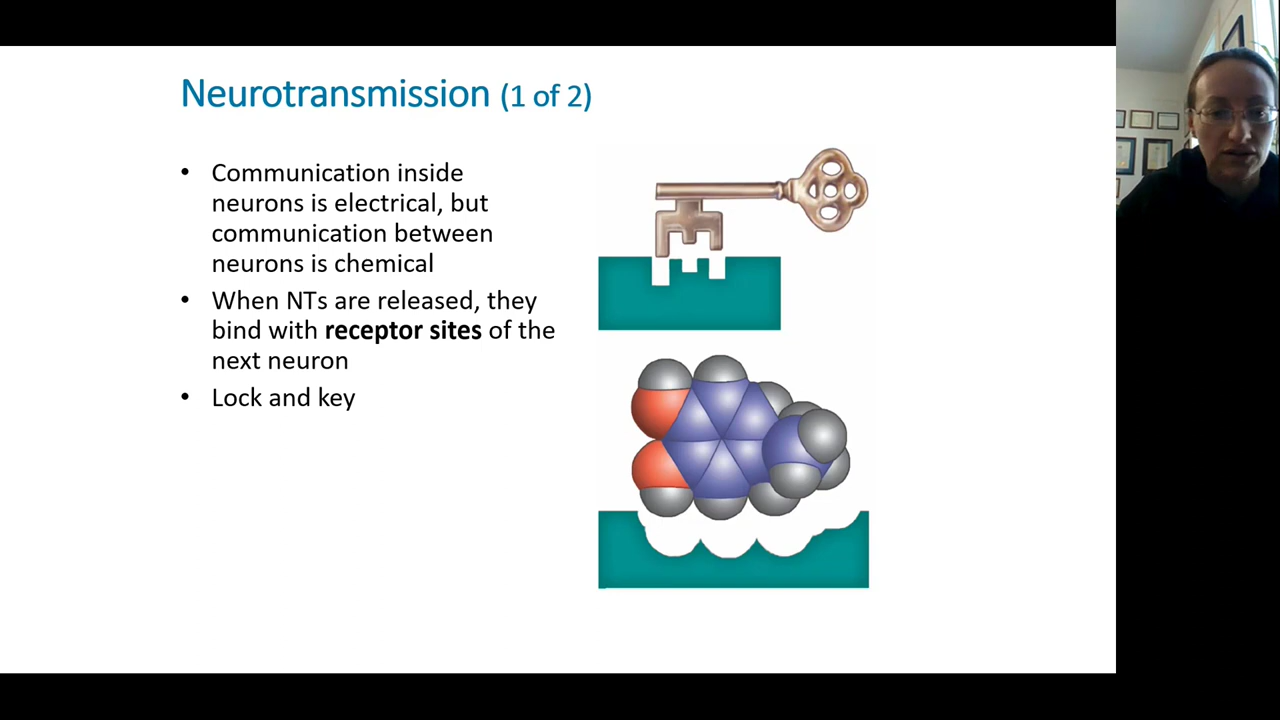 Neurotransmission (1 of 2)
• Communication inside
neurons is electrical, but
communication between
neurons is chemical
• When NTs are released, they
bind with receptor sites of the
next neuron
• Lock and key